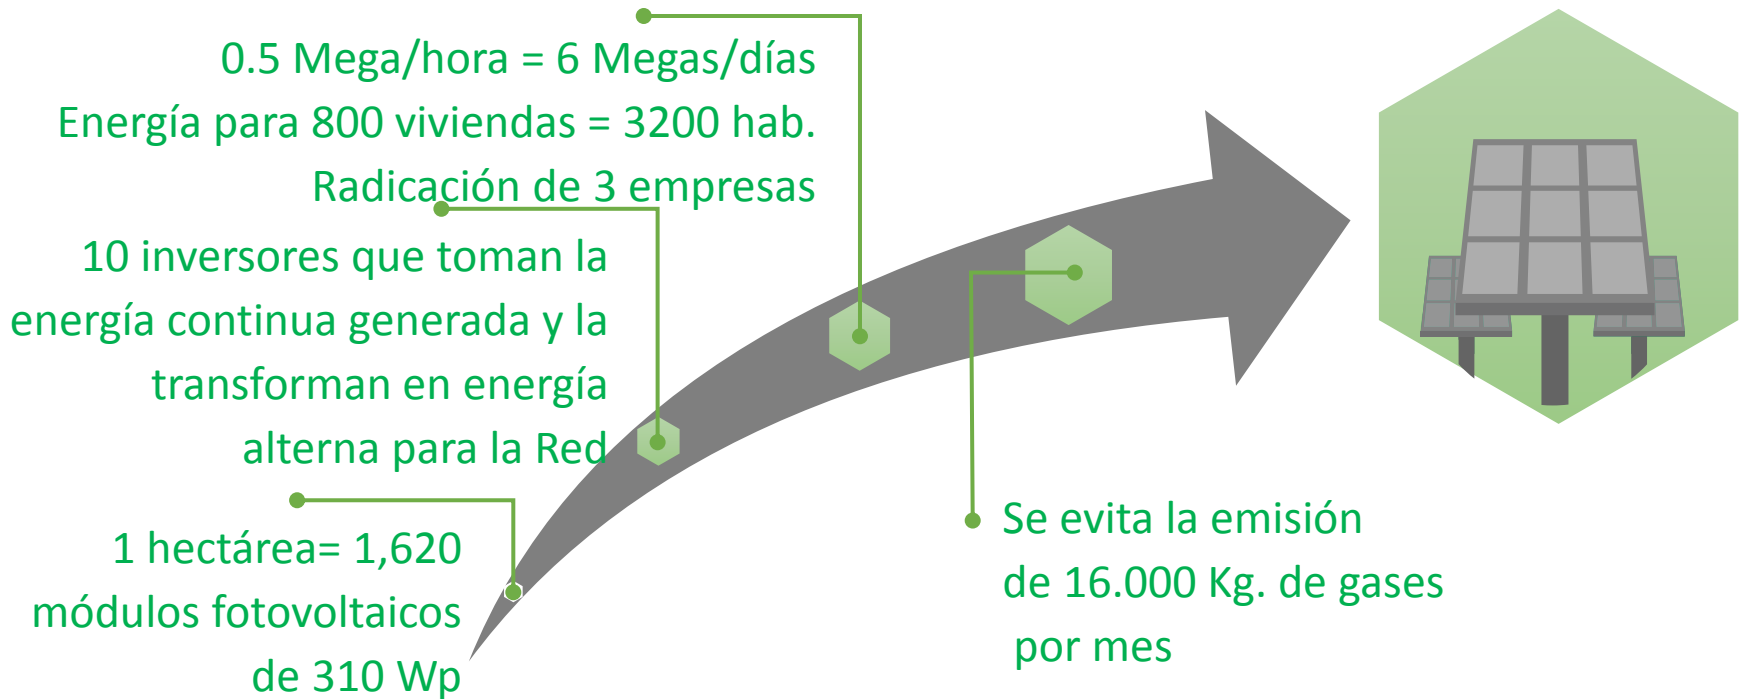 0.5 Mega/hora = 6 Megas/días
Energía para 800 viviendas = 3200 hab.
Radicación de 3 empresas
10 inversores que toman la
energía continua generada y la
transforman en energía
alterna para la Red
1 hectárea= 1,620
módulos fotovoltaicos
de 310 Wp
Se evita la emisión
de 16.000 Kg. de gases
por mes